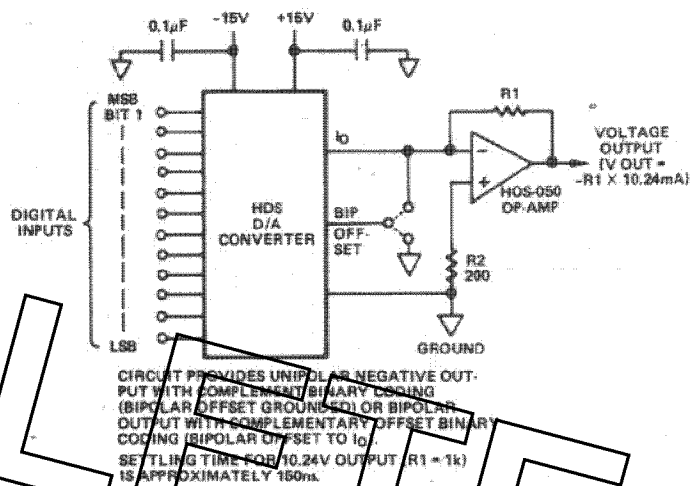 -15V +15V
0.1µF 0.1µF
MSB
BIT 1
DIGITAL
INPUTS
LSB
HDS
D/A
CONVERTER
IO
BIP
OFF-
SET
R1
-
+
HOS-050
OP-AMP
VOLTAGE
OUTPUT
(V OUT =
-R1 X 10.24mA)
R2
200
GROUND
CIRCUIT PROVIDES UNIPOLAR NEGATIVE OUT-
PUT WITH COMPLEMENT BINARY CODING
(BIPOLAR OFFSET GROUNDED) OR BIPOLAR
OUTPUT WITH COMPLEMENTARY OFFSET BINARY
CODING (BIPOLAR OFFSET TO IO).
SETTLING TIME FOR 10.24V OUTPUT (R1 = 1k)
IS APPROXIMATELY 150ns.